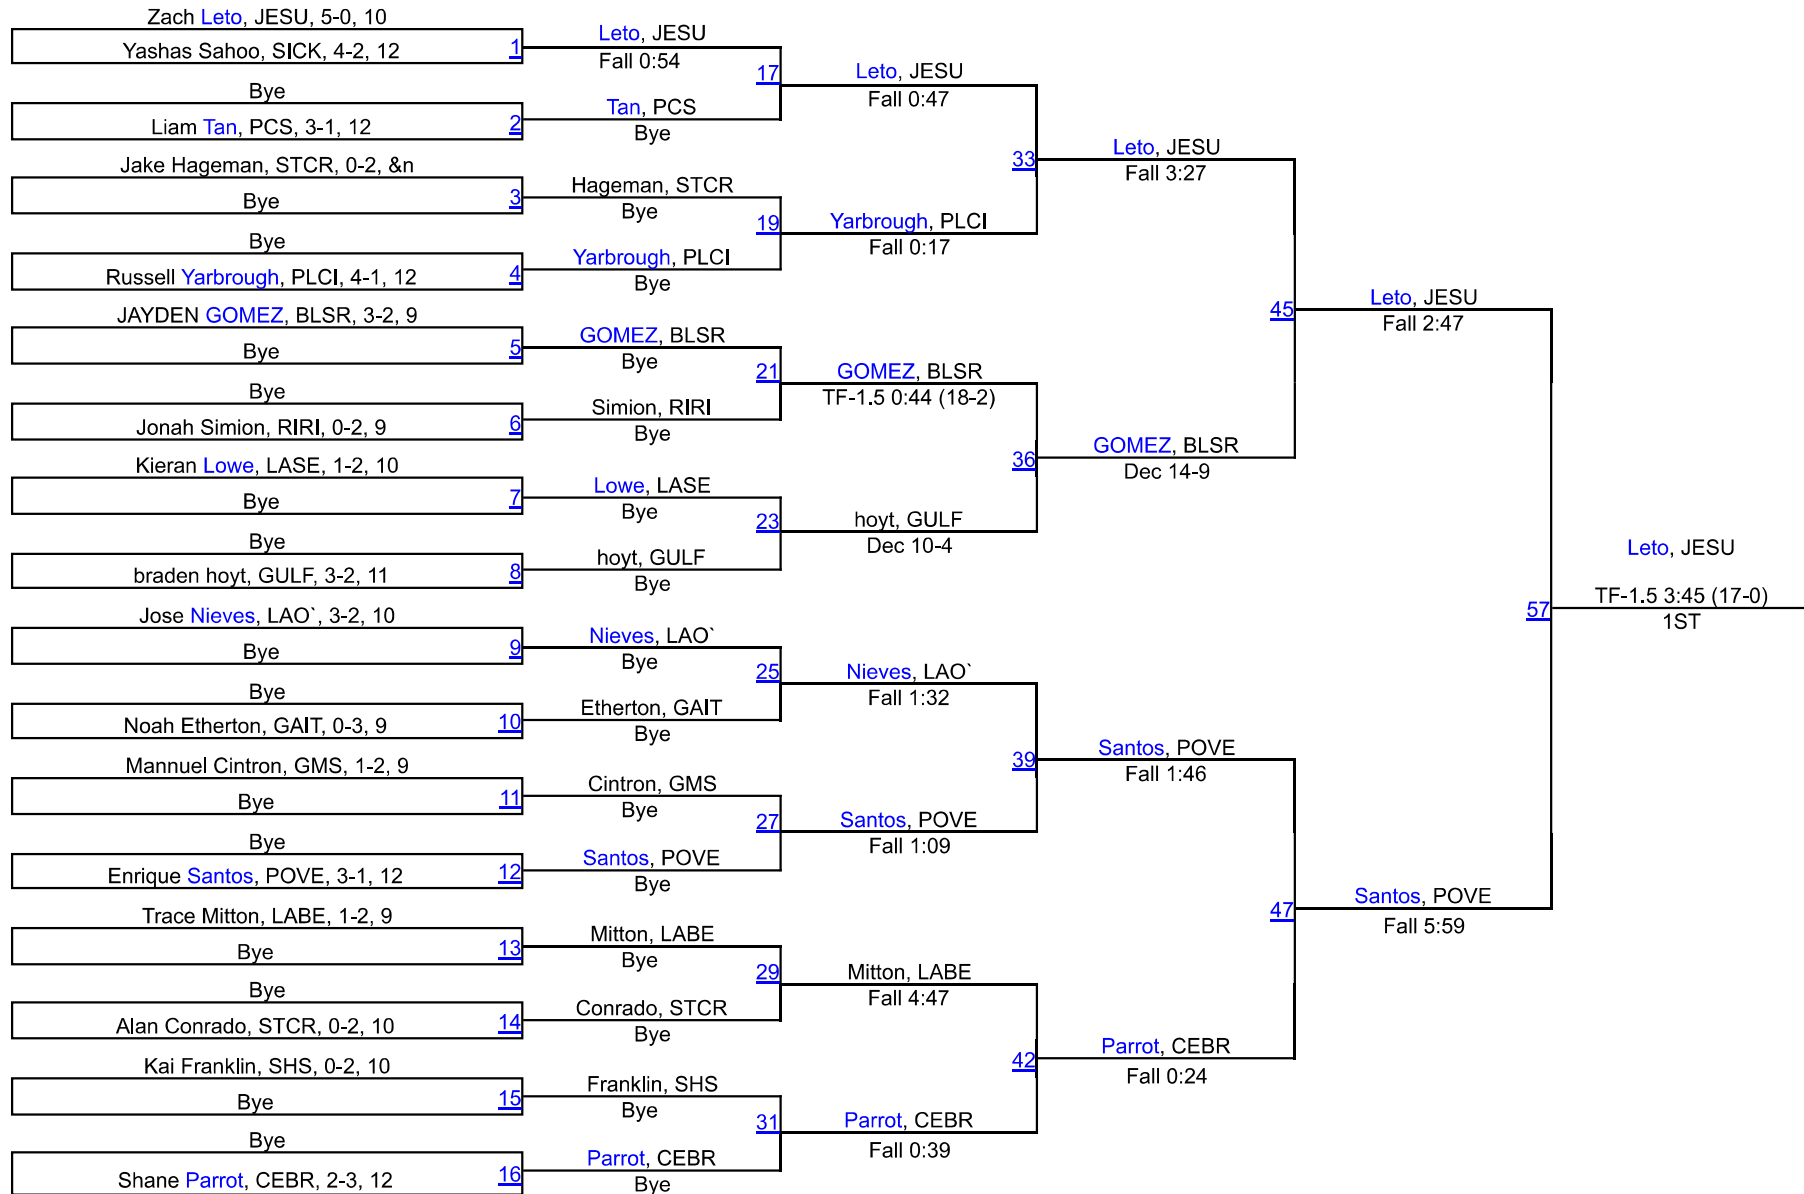 Zach Leto, JESU, 5-0, 10
Yashas Sahoo, SICK, 4-2, 12
1
Bye
Liam Tan, PCS, 3-1, 12
2
Jake Hageman, STCR, 0-2, &n
Bye
3
Bye
Russell Yarbrough, PLCI, 4-1, 12
4
JAYDEN GOMEZ, BLSR, 3-2, 9
Bye
5
Bye
Jonah Simion, RIRI, 0-2, 9
6
Kieran Lowe, LASE, 1-2, 10
Bye
7
Bye
braden hoyt, GULF, 3-2, 11
8
Jose Nieves, LAO`, 3-2, 10
Bye
9
Bye
Noah Etherton, GAIT, 0-3, 9
10
Mannuel Cintron, GMS, 1-2, 9
Bye
11
Bye
Enrique Santos, POVE, 3-1, 12
12
Trace Mitton, LABE, 1-2, 9
Bye
13
Bye
Alan Conrado, STCR, 0-2, 10
14
Kai Franklin, SHS, 0-2, 10
Bye
15
Bye
Shane Parrot, CEBR, 2-3, 12
16
Leto, JESU
Fall 0:54
17
Tan, PCS
Bye
Hageman, STCR
Bye
19
Yarbrough, PLCI
Bye
GOMEZ, BLSR
Bye
21
Simion, RIRI
Bye
Lowe, LASE
Bye
23
hoyt, GULF
Bye
Nieves, LAO`
Bye
25
Etherton, GAIT
Bye
Cintron, GMS
Bye
27
Santos, POVE
Bye
Mitton, LABE
Bye
29
Conrado, STCR
Bye
Franklin, SHS
Bye
31
Parrot, CEBR
Bye
Leto, JESU
Fall 0:47
33
Yarbrough, PLCI
Fall 0:17
GOMEZ, BLSR
TF-1.5 0:44 (18-2)
36
hoyt, GULF
Dec 10-4
Nieves, LAO`
Fall 1:32
39
Santos, POVE
Fall 1:09
Mitton, LABE
Fall 4:47
42
Parrot, CEBR
Fall 0:39
Leto, JESU
Fall 3:27
45
GOMEZ, BLSR
Dec 14-9
Santos, POVE
Fall 1:46
47
Parrot, CEBR
Fall 0:24
Leto, JESU
Fall 2:47
57
Santos, POVE
Fall 5:59
Leto, JESU
TF-1.5 3:45 (17-0)
1ST